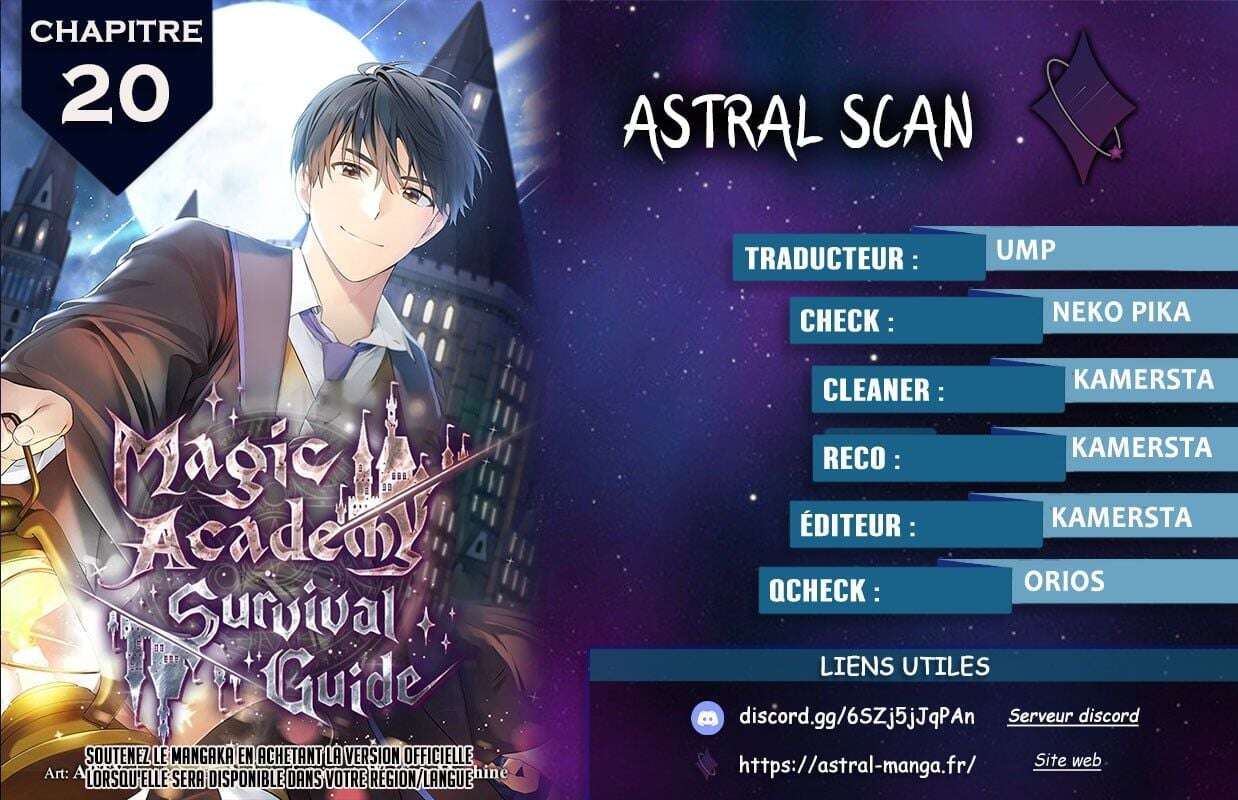 CHAPITRE
20
Magic
Academy
Survival
Guide
SOUTENEZ LE MANGAKA EN ACHETANT LA VERSION OFFICIELLE
Art:
LORSQU'ELLE SERA DISPONIBLE DANS VOTRE RÉGION/LANGUE
ASTRAL SCAN
TRADUCTEUR : UMP
CHECK : NEKO PIKA
CLEANER : KAMERSTA
RECO : KAMERSTA
ÉDITEUR : KAMERSTA
QCHECK : ORIOS
LIENS UTILES
discord.gg/6SZj5jJqPAn Serveur discord
https://astral-manga.fr/ Site web